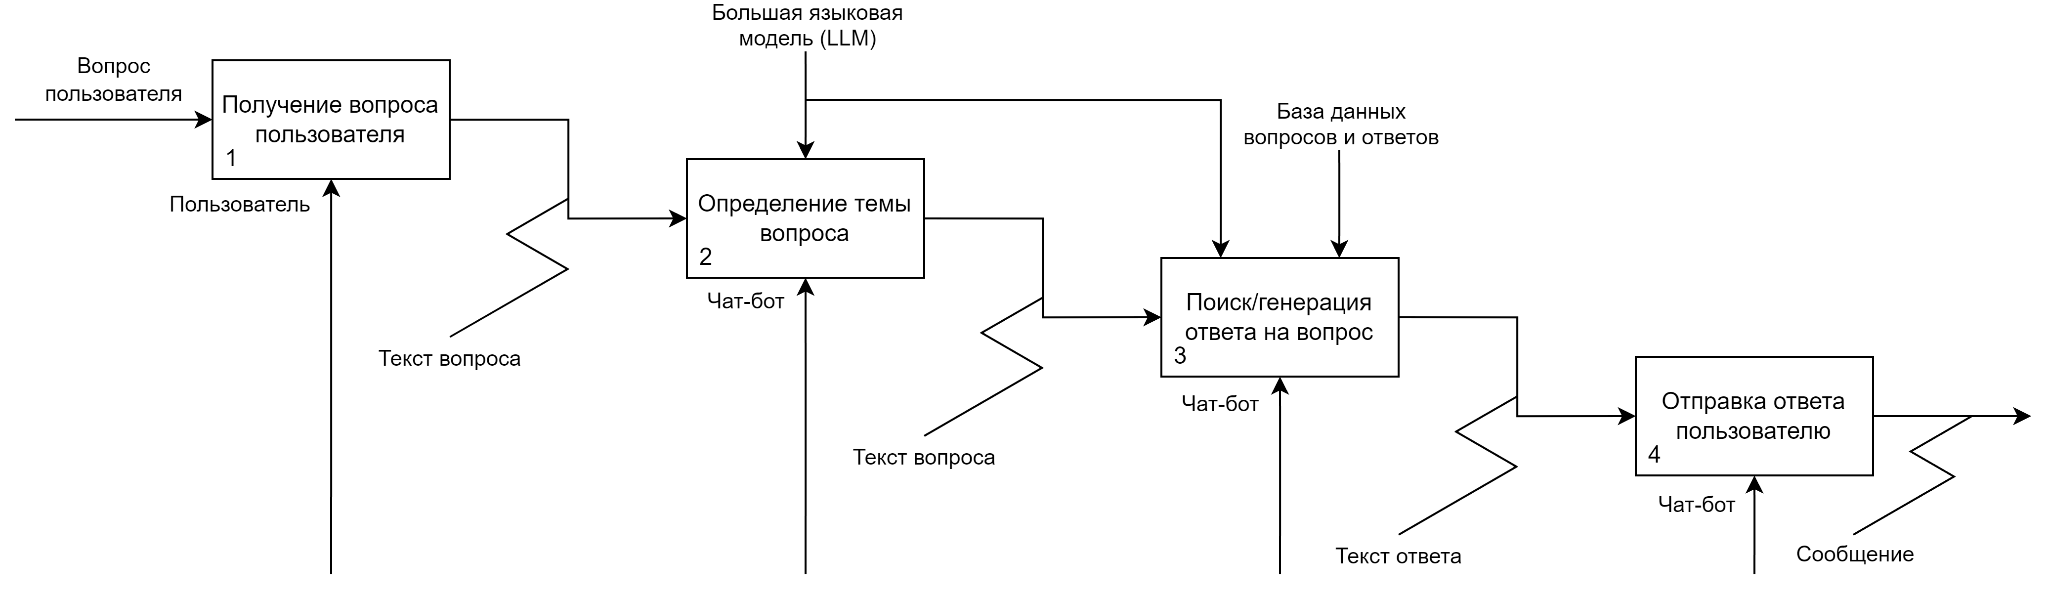 Большая языковая
модель (LLM)
Вопрос
пользователя
Получение вопроса
пользователя
1
База данных
вопросов и ответов
Пользователь
Определение темы
вопроса
2
Чат-бот
Текст вопроса
Поиск/генерация
ответа на вопрос
3
Чат-бот
Текст вопроса
Отправка ответа
пользователю
4
Чат-бот
Текст ответа
Сообщение